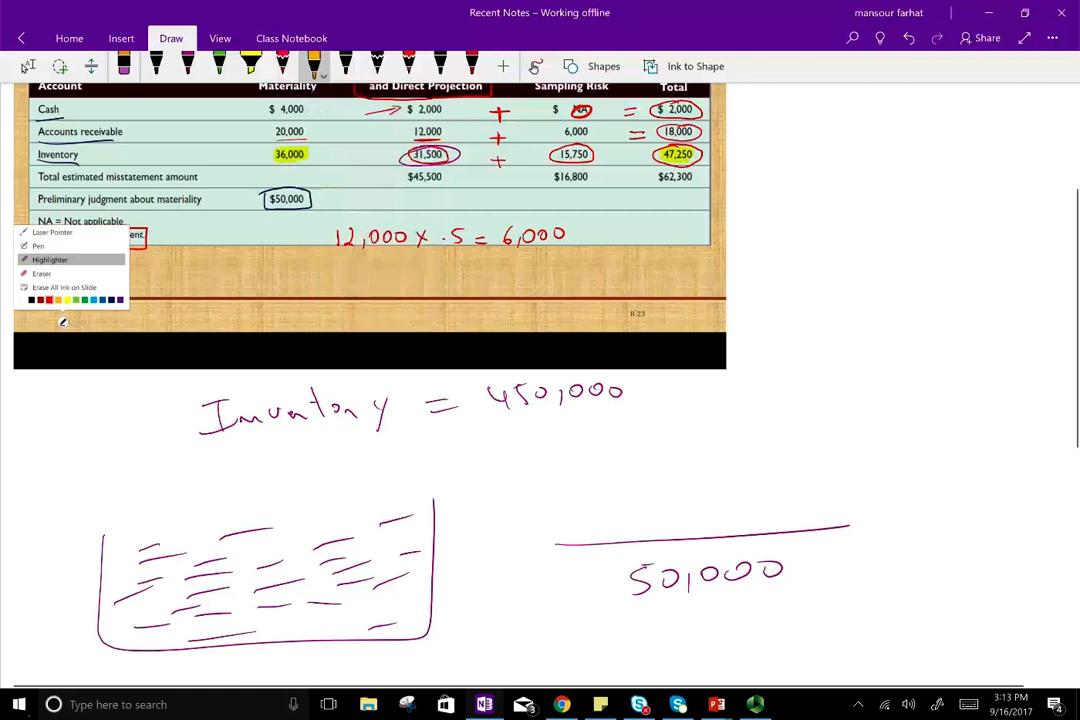 Recent Notes – Working offline
mansour farhat
Home Insert Draw View Class Notebook
Share
Shapes
Ink to Shape
Account Materiality and Direct Projection Sampling Risk Total
Cash $ 4,000 → $ 2,000 + $ NA = $ 2,000
Accounts receivable 20,000 12,000 + 6,000 = 18,000
Inventory 36,000 31,500 + 15,750 47,250
Total estimated misstatement amount $45,500 $16,800 $62,300
Preliminary judgment about materiality $50,000
NA = Not applicable.
ent.
12,000 × .5 = 6,000
Laser Pointer
Pen
Highlighter
Eraser
Erase All Ink on Slide
8-23
Inventory = 450,000
50,000
Type here to search
3
3:13 PM
9/16/2017
4